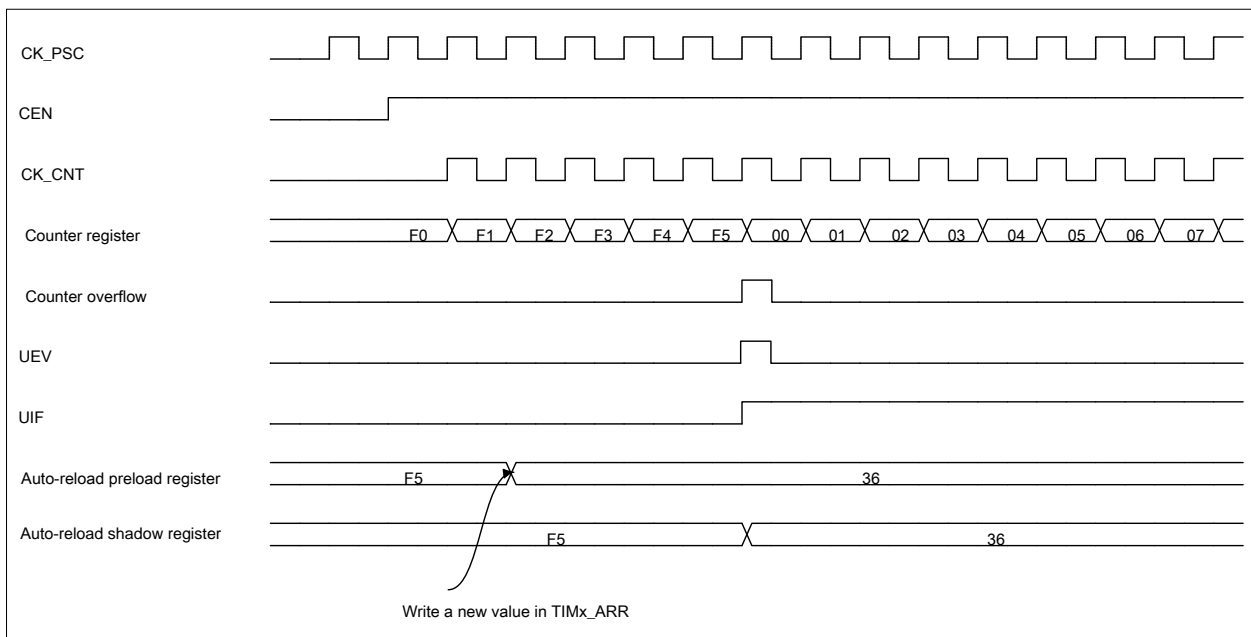 CK_PSC
CEN
CK_CNT
Counter register F0 F1 F2 F3 F4 F5 00 01 02 03 04 05 06 07
Counter overflow
UEV
UIF
Auto-reload preload register F5 36
Auto-reload shadow register F5 36
Write a new value in TIMx_ARR